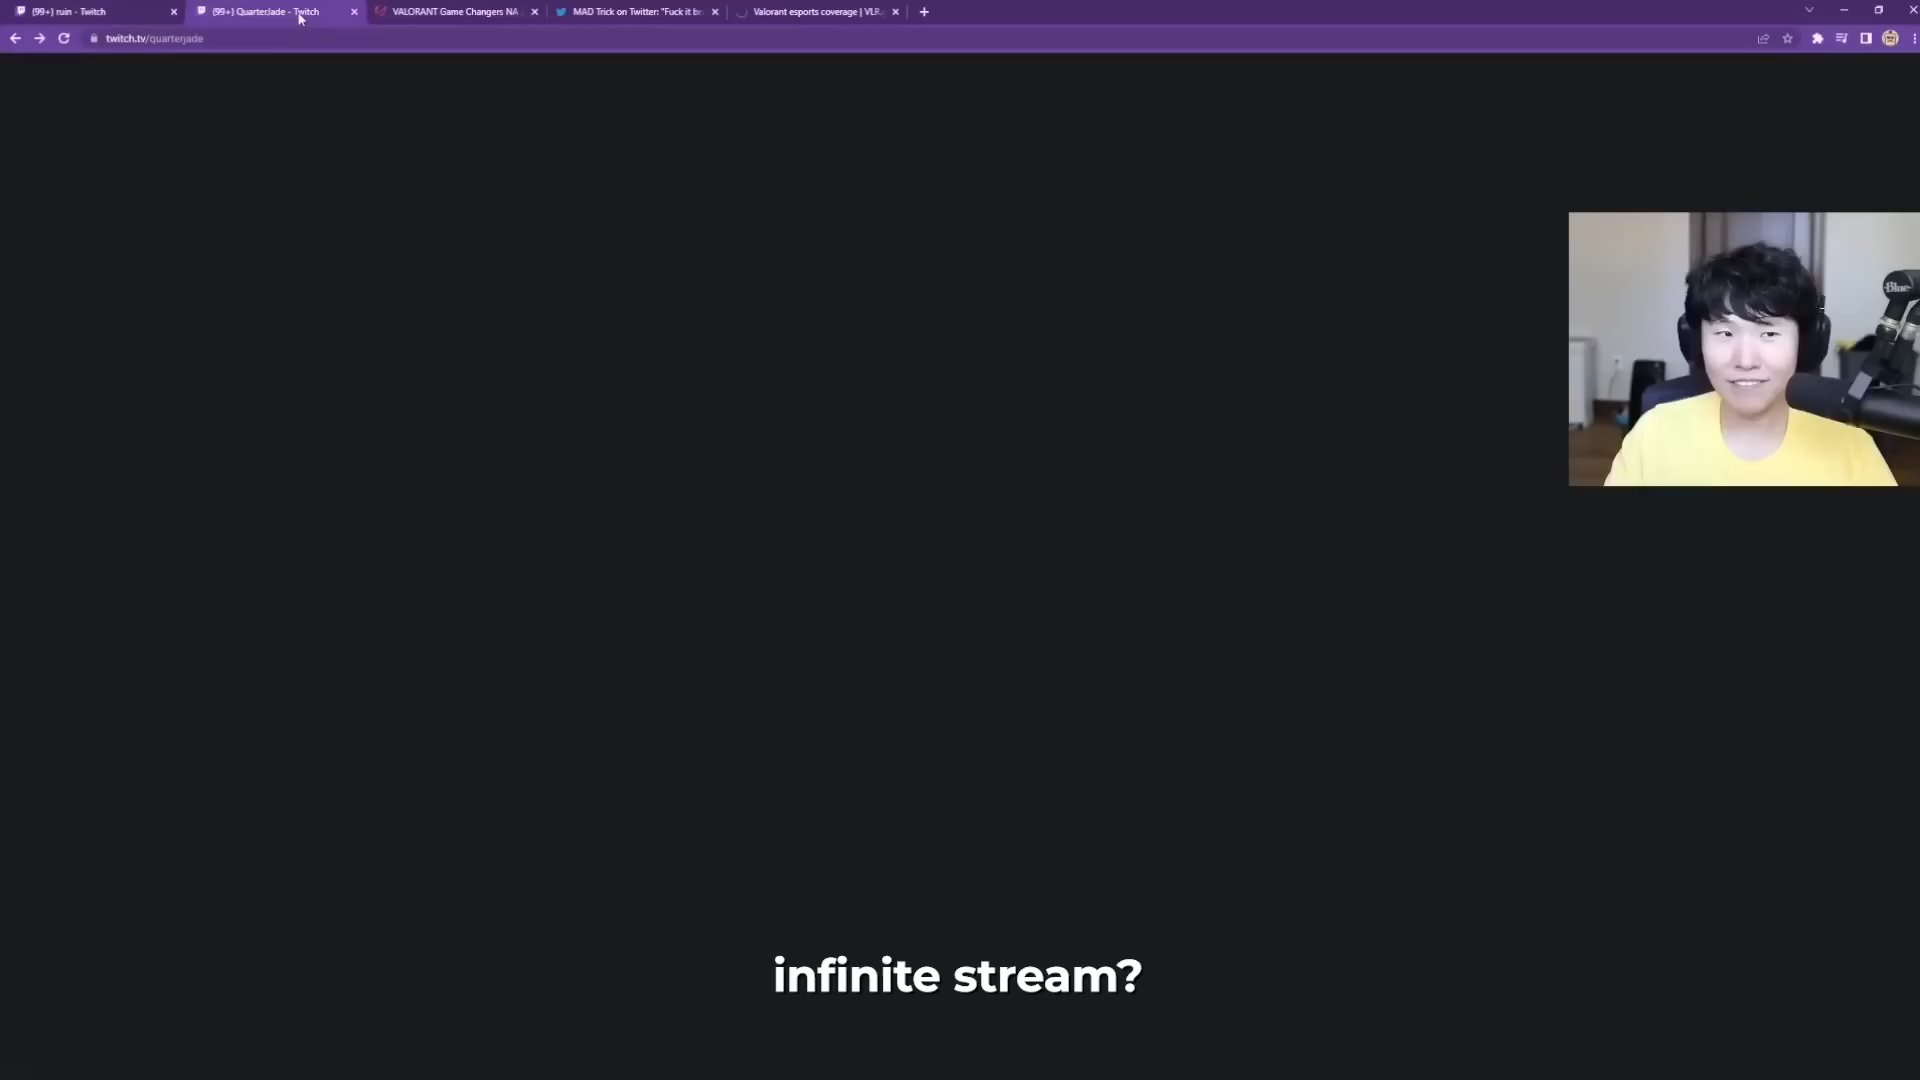 (99+) ruin - Twitch
(99+) QuarterJade - Twitch
VALORANT Game Changers NA
MAD Trick on Twitter: "Fuck it br
Valorant esports coverage | VLR.
twitch.tv/quarterjade
Blue
infinite stream?